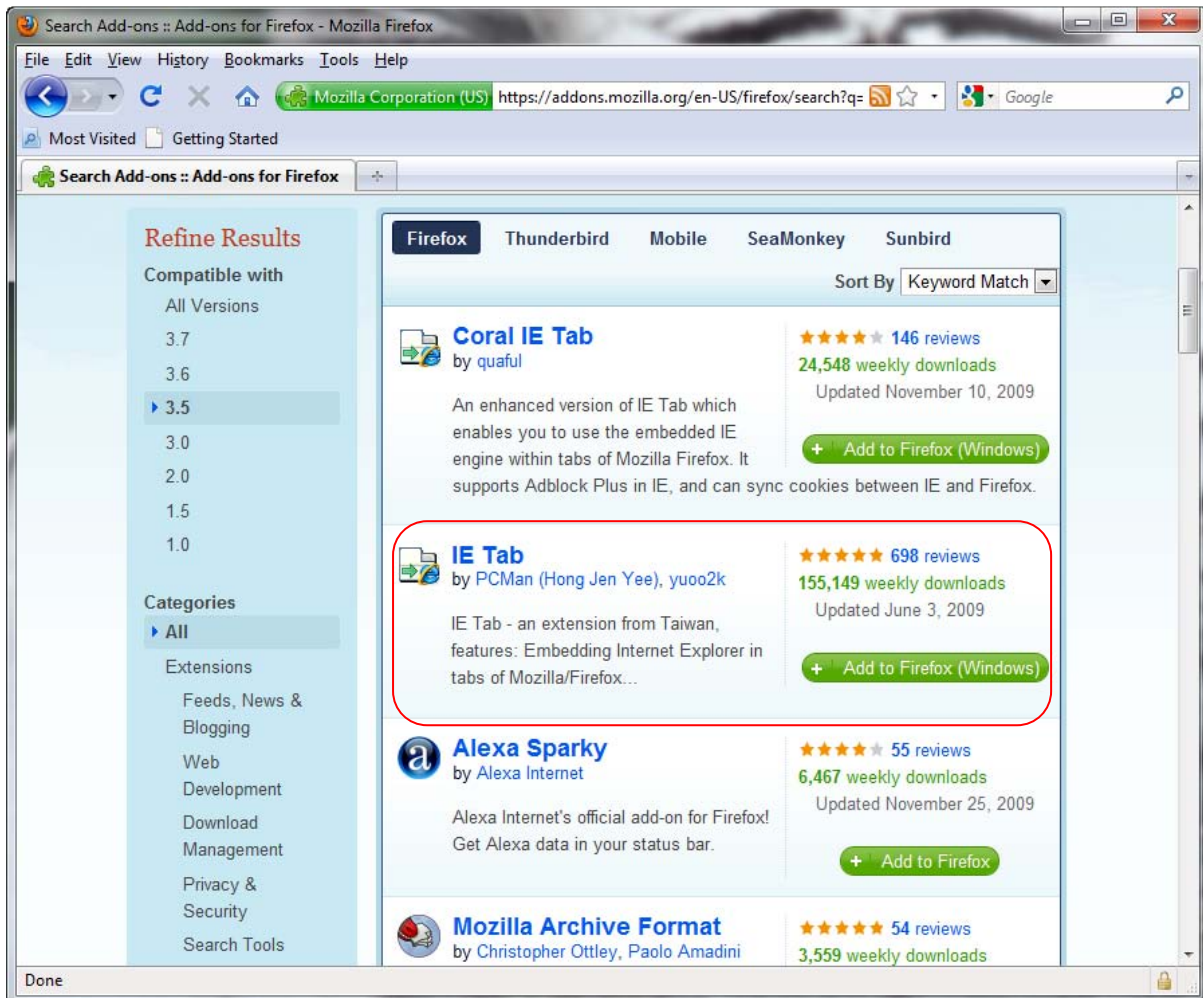 Search Add-ons :: Add-ons for Firefox - Mozilla Firefox
File Edit View History Bookmarks Tools Help
Mozilla Corporation (US) https://addons.mozilla.org/en-US/firefox/search?q= Google
Most Visited Getting Started
Search Add-ons :: Add-ons for Firefox
Refine Results
Compatible with
All Versions
3.7
3.6
3.5
3.0
2.0
1.5
1.0
Categories
All
Extensions
Feeds, News &
Blogging
Web
Development
Download
Management
Privacy &
Security
Search Tools
Firefox Thunderbird Mobile SeaMonkey Sunbird
Sort By Keyword Match
Coral IE Tab
by quaful
An enhanced version of IE Tab which
enables you to use the embedded IE
engine within tabs of Mozilla Firefox. It
supports Adblock Plus in IE, and can sync cookies between IE and Firefox.
146 reviews
24,548 weekly downloads
Updated November 10, 2009
+ Add to Firefox (Windows)
IE Tab
by PCMan (Hong Jen Yee), yuoo2k
IE Tab - an extension from Taiwan,
features: Embedding Internet Explorer in
tabs of Mozilla/Firefox...
698 reviews
155,149 weekly downloads
Updated June 3, 2009
+ Add to Firefox (Windows)
a
Alexa Sparky
by Alexa Internet
Alexa Internet's official add-on for Firefox!
Get Alexa data in your status bar.
55 reviews
6,467 weekly downloads
Updated November 25, 2009
+ Add to Firefox
Mozilla Archive Format
by Christopher Ottley, Paolo Amadini
54 reviews
3,559 weekly downloads
Done